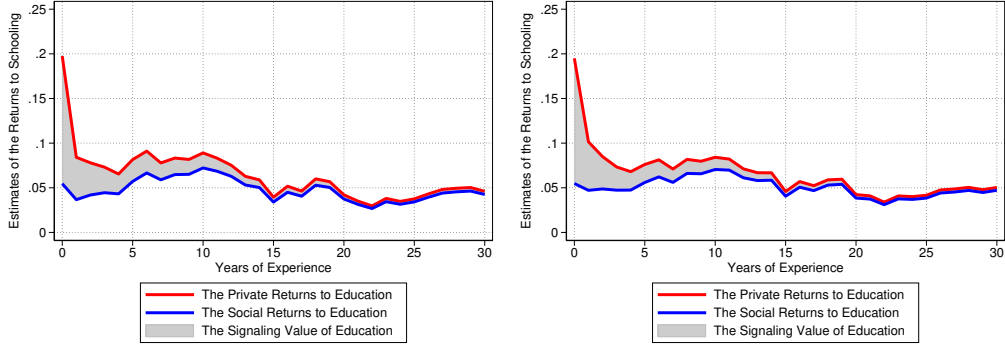 Estimates of the Returns to Schooling
.25
.2
.15
.1
.05
0
0 5 10 15 20 25 30
Years of Experience
The Private Returns to Education
The Social Returns to Education
The Signaling Value of Education
Estimates of the Returns to Schooling
.25
.2
.15
.1
.05
0
0 5 10 15 20 25 30
Years of Experience
The Private Returns to Education
The Social Returns to Education
The Signaling Value of Education